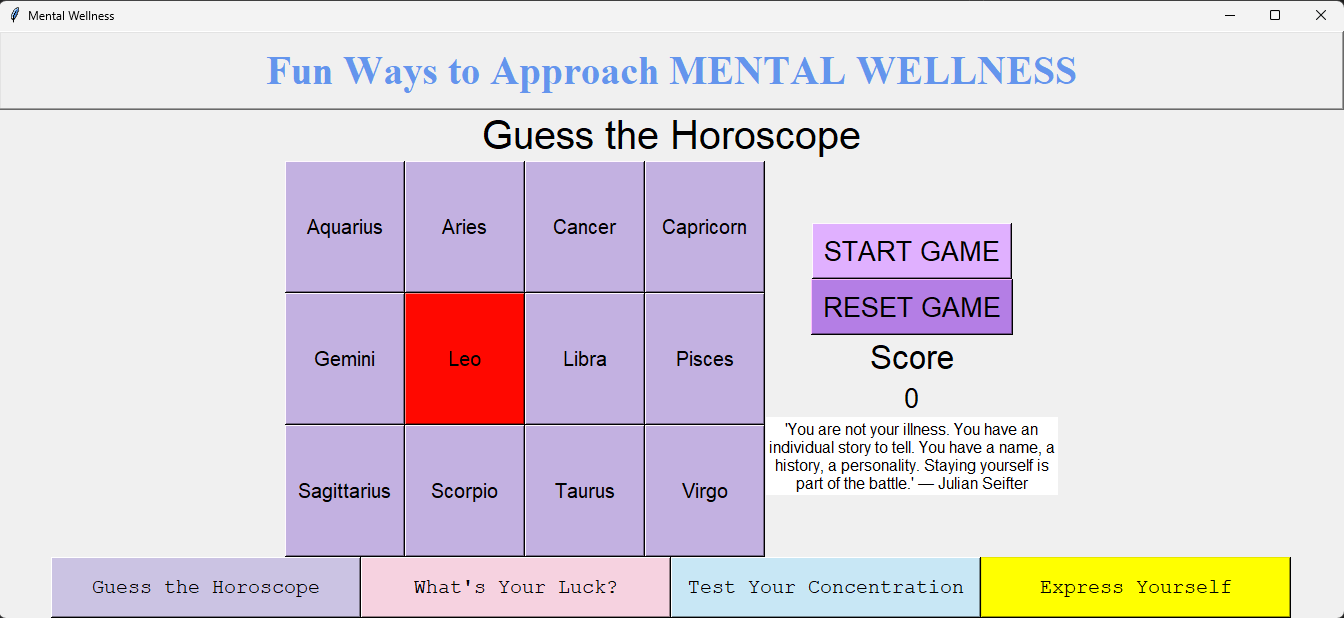 Mental Wellness
Fun Ways to Approach MENTAL WELLNESS
Guess the Horoscope
Aquarius Aries Cancer Capricorn
Gemini Leo Libra Pisces
Sagittarius Scorpio Taurus Virgo
START GAME
RESET GAME
Score
0
'You are not your illness. You have an
individual story to tell. You have a name, a
history, a personality. Staying yourself is
part of the battle.' — Julian Seifter
Guess the Horoscope What's Your Luck? Test Your Concentration Express Yourself